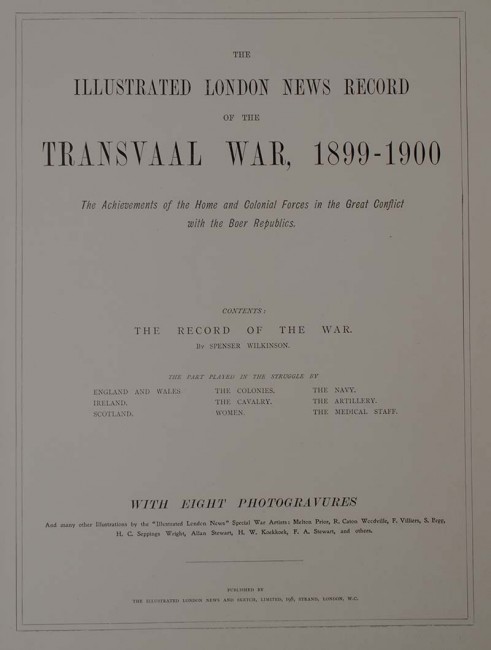 THE
ILLUSTRATED LONDON NEWS RECORD
OF THE
TRANSVAAL WAR, 1899-1900
The Achievements of the Home and Colonial Forces in the Great Conflict
with the Boer Republics.
CONTENTS:
THE RECORD OF THE WAR.
By SPENSER WILKINSON.
THE PART PLAYED IN THE STRUGGLE BY
ENGLAND AND WALES. THE COLONIES. THE NAVY.
IRELAND. THE CAVALRY. THE ARTILLERY.
SCOTLAND. WOMEN. THE MEDICAL STAFF.
WITH EIGHT PHOTOGRAVURES
And many other Illustrations by the "Illustrated London News" Special War Artists: Melton Prior, R. Caton Woodville, F. Villiers, S. Begg,
H. C. Seppings Wright, Allan Stewart, H. W. Koekkoek, F. A. Stewart, and others.
PUBLISHED BY
THE ILLUSTRATED LONDON NEWS AND SKETCH, LIMITED, 198, STRAND, LONDON, W.C.